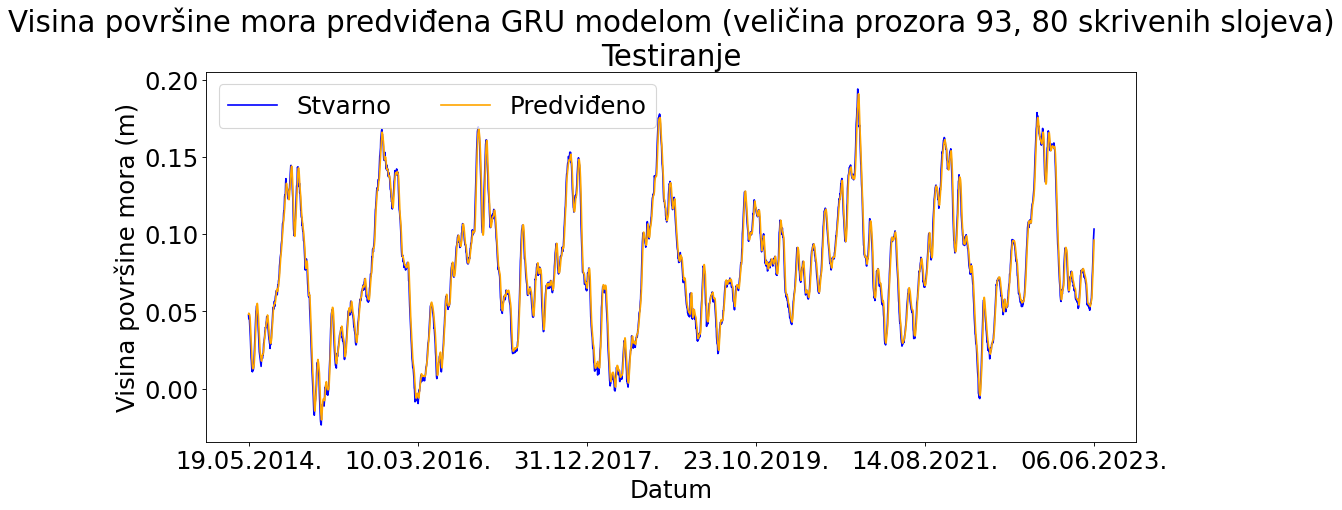 Visina površine mora predviđena GRU modelom (veličina prozora 93, 80 skrivenih slojeva)
Testiranje
Stvarno
Predviđeno
Visina površine mora (m)
0.20
0.15
0.10
0.05
0.00
19.05.2014.
10.03.2016.
31.12.2017.
23.10.2019.
14.08.2021.
06.06.2023.
Datum